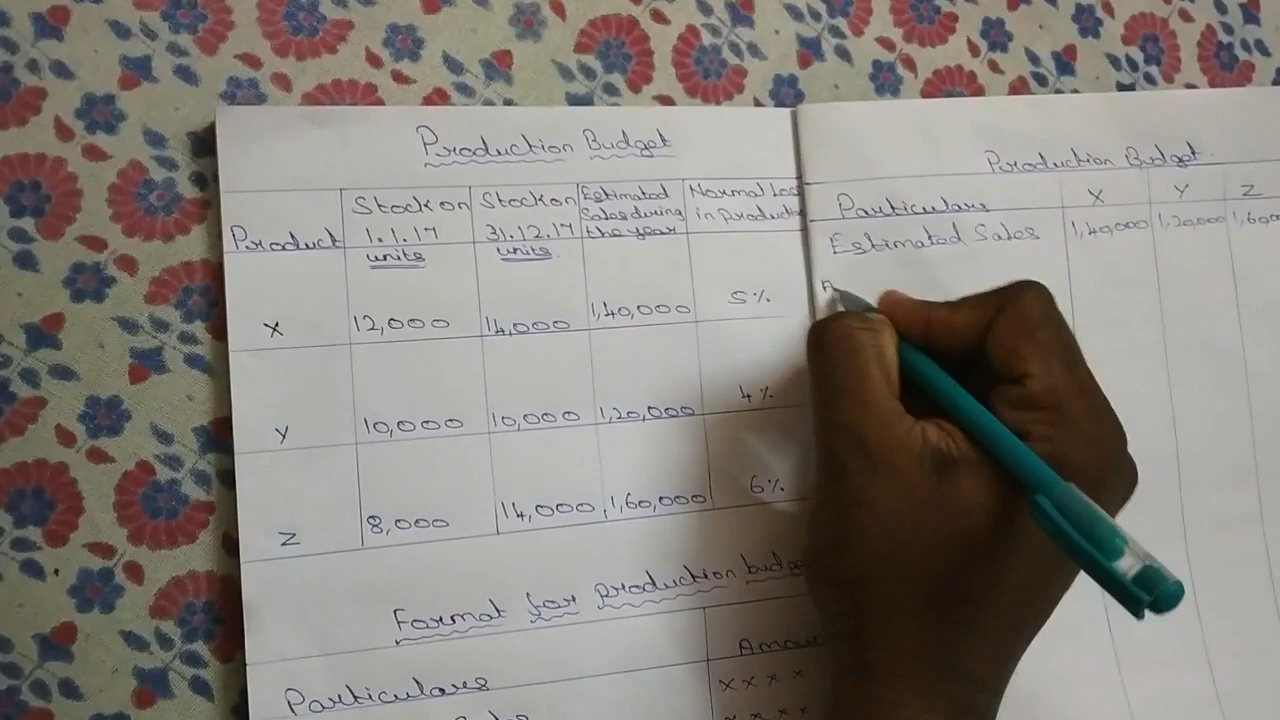 Production Budget
Product
Stock on
1.1.17
units
Stock on
31.12.17
units
Estimated
Sales during
the year
Normal Loss
in production
X 12,000 14,000 1,40,000 5%
Y 10,000 10,000 1,20,000 4%
Z 8,000 14,000 1,60,000 6%
Format for production
Particulars
x x x x
Production Budget
Particulars X Y Z
Estimated Sales 1,40,000 1,20,000 1,60,0